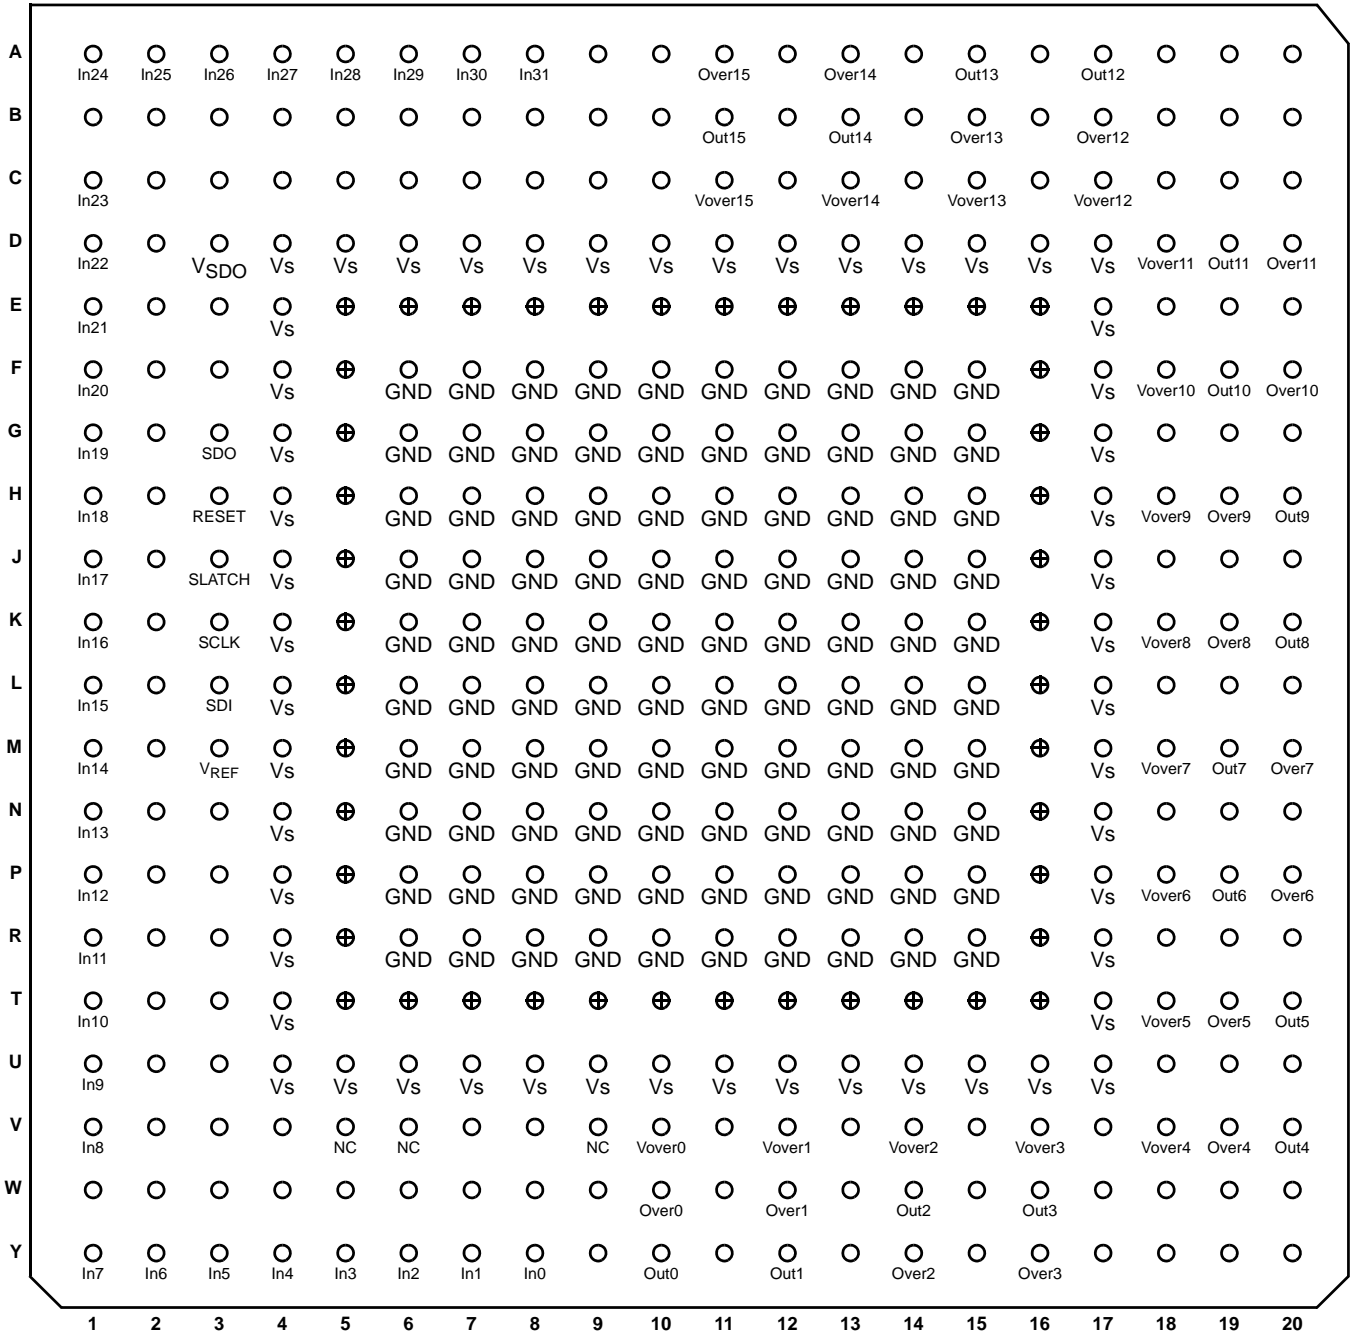 A
In24 In25 In26 In27 In28 In29 In30 In31 Over15 Over14 Out13 Out12
B
Out15 Out14 Over13 Over12
C
In23 Vover15 Vover14 Vover13 Vover12
D
In22 VSDO Vs Vs Vs Vs Vs Vs Vs Vs Vs Vs Vs Vs Vs Vs Vover11 Out11 Over11
E
In21 Vs Vs
F
In20 Vs GND GND GND GND GND GND GND GND GND GND Vs Vover10 Out10 Over10
G
In19 SDO Vs GND GND GND GND GND GND GND GND GND GND Vs
H
In18 RESET Vs GND GND GND GND GND GND GND GND GND GND Vs Vover9 Over9 Out9
J
In17 SLATCH Vs GND GND GND GND GND GND GND GND GND GND Vs
K
In16 SCLK Vs GND GND GND GND GND GND GND GND GND GND Vs Vover8 Over8 Out8
L
In15 SDI Vs GND GND GND GND GND GND GND GND GND GND Vs
M
In14 VREF Vs GND GND GND GND GND GND GND GND GND GND Vs Vover7 Out7 Over7
N
In13 Vs GND GND GND GND GND GND GND GND GND GND Vs
P
In12 Vs GND GND GND GND GND GND GND GND GND GND Vs Vover6 Out6 Over6
R
In11 Vs GND GND GND GND GND GND GND GND GND GND Vs
T
In10 Vs Vs Vover5 Over5 Out5
U
In9 Vs Vs Vs Vs Vs Vs Vs Vs Vs Vs Vs Vs Vs Vs
V
In8 NC NC NC Vover0 Vover1 Vover2 Vover3 Vover4 Over4 Out4
W
Over0 Over1 Out2 Out3
Y
In7 In6 In5 In4 In3 In2 In1 In0 Out0 Out1 Over2 Over3
1 2 3 4 5 6 7 8 9 10 11 12 13 14 15 16 17 18 19 20